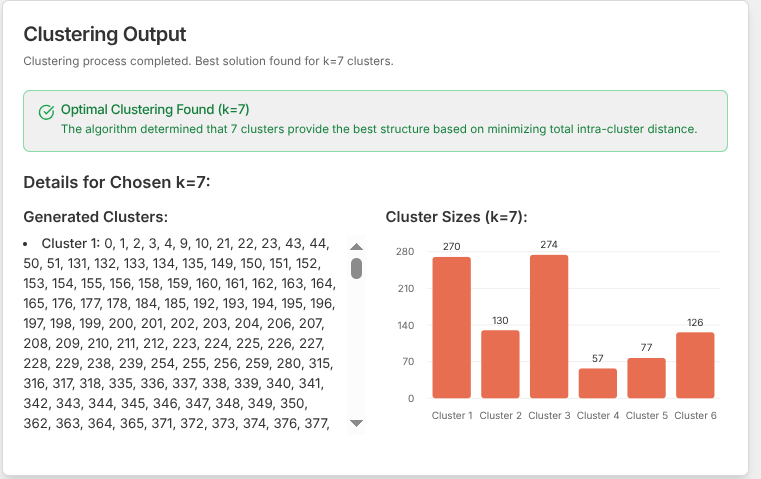 Clustering Output
Clustering process completed. Best solution found for k=7 clusters.
Optimal Clustering Found (k=7)
The algorithm determined that 7 clusters provide the best structure based on minimizing total intra-cluster distance.
Details for Chosen k=7:
Generated Clusters:
• Cluster 1: 0, 1, 2, 3, 4, 9, 10, 21, 22, 23, 43, 44,
50, 51, 131, 132, 133, 134, 135, 149, 150, 151, 152,
153, 154, 155, 156, 158, 159, 160, 161, 162, 163, 164,
165, 176, 177, 178, 184, 185, 192, 193, 194, 195, 196,
197, 198, 199, 200, 201, 202, 203, 204, 206, 207,
208, 209, 210, 211, 212, 223, 224, 225, 226, 227,
228, 229, 238, 239, 254, 255, 256, 259, 280, 315,
316, 317, 318, 335, 336, 337, 338, 339, 340, 341,
342, 343, 344, 345, 346, 347, 348, 349, 350,
362, 363, 364, 365, 371, 372, 373, 374, 376, 377,
Cluster Sizes (k=7):
280
210
140
70
0
270
130
274
57
77
126
Cluster 1
Cluster 2
Cluster 3
Cluster 4
Cluster 5
Cluster 6